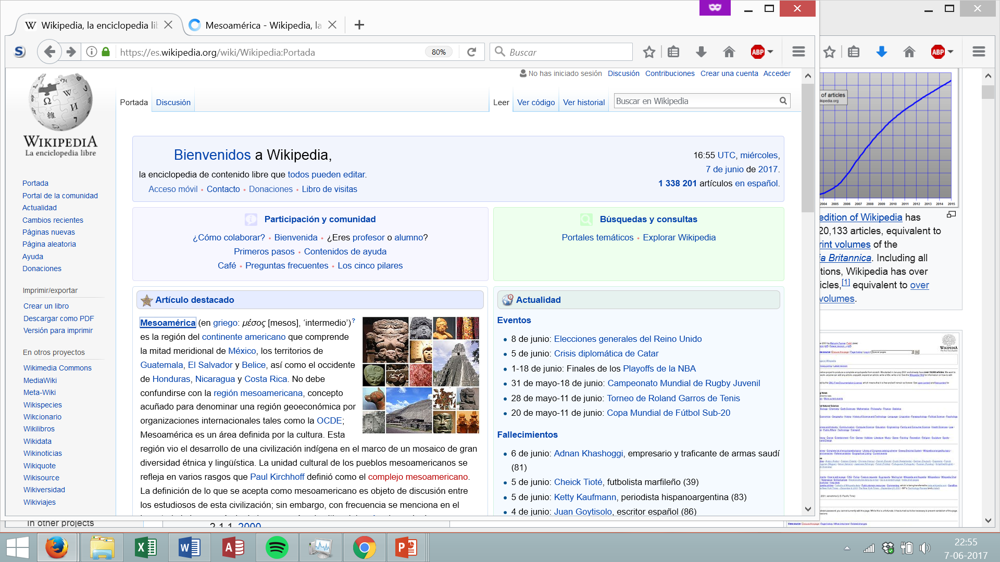 Wikipedia, la enciclopedia lib
Mesoamérica - Wikipedia, la
https://es.wikipedia.org/wiki/Wikipedia:Portada
80%
Buscar
ABP
ABP
No has iniciado sesión Discusión Contribuciones Crear una cuenta Acceder
Portada Discusión
Leer Ver código Ver historial
Buscar en Wikipedia
WIKIPEDIA
La enciclopedia libre
Portada
Portal de la comunidad
Actualidad
Cambios recientes
Páginas nuevas
Página aleatoria
Ayuda
Donaciones
Imprimir/exportar
Crear un libro
Descargar como PDF
Versión para imprimir
En otros proyectos
Wikimedia Commons
MediaWiki
Meta-Wiki
Wikispecies
Wikcionario
Wikilibros
Wikidata
Wikinoticias
Wikiquote
Wikisource
Wikiversidad
Wikiviajes
Bienvenidos a Wikipedia,
la enciclopedia de contenido libre que todos pueden editar.
Acceso móvil • Contacto • Donaciones • Libro de visitas
16:55 UTC, miércoles,
7 de junio de 2017.
1 338 201 artículos en español.
Participación y comunidad
¿Cómo colaborar? • Bienvenida • ¿Eres profesor o alumno?
Primeros pasos • Contenidos de ayuda
Café • Preguntas frecuentes • Los cinco pilares
Búsquedas y consultas
Portales temáticos • Explorar Wikipedia
Artículo destacado
Mesoamérica (en griego: μέσος [mesos], ‘intermedio’)?
es la región del continente americano que comprende
la mitad meridional de México, los territorios de
Guatemala, El Salvador y Belice, así como el occidente
de Honduras, Nicaragua y Costa Rica. No debe
confundirse con la región mesoamericana, concepto
acuñado para denominar una región geoeconómica por
organizaciones internacionales tales como la OCDE;
Mesoamérica es un área definida por la cultura. Esta
región vio el desarrollo de una civilización indígena en el marco de un mosaico de gran
diversidad étnica y lingüística. La unidad cultural de los pueblos mesoamericanos se
refleja en varios rasgos que Paul Kirchhoff definió como el complejo mesoamericano.
La definición de lo que se acepta como mesoamericano es objeto de discusión entre
los estudiosos de esta civilización; sin embargo, con frecuencia se menciona en el
Actualidad
Eventos
• 8 de junio: Elecciones generales del Reino Unido
• 5 de junio: Crisis diplomática de Catar
• 1-18 de junio: Finales de los Playoffs de la NBA
• 31 de mayo-18 de junio: Campeonato Mundial de Rugby Juvenil
• 28 de mayo-11 de junio: Torneo de Roland Garros de Tenis
• 20 de mayo-11 de junio: Copa Mundial de Fútbol Sub-20
Fallecimientos
• 6 de junio: Adnan Khashoggi, empresario y traficante de armas saudí
(81)
• 5 de junio: Cheick Tioté, futbolista marfileño (39)
• 5 de junio: Ketty Kaufmann, periodista hispanoargentina (83)
• 4 de junio: Juan Goytisolo, escritor español (86)
of articles
kipedia.org
2004 2005 2006 2007 2008 2009 2010 2011 2012 2013 2014 2015
edition of Wikipedia has
20,133 articles, equivalent to
rint volumes of the
ia Britannica. Including all
tions, Wikipedia has over
icles,[1] equivalent to over
volumes.
In other projects
2.1.1 2000
22:55
7-06-2017